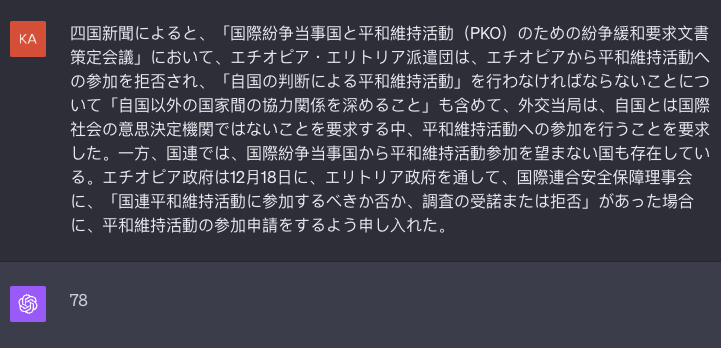 KA
四国新聞によると、「国際紛争当事国と平和維持活動（PKO）のための紛争緩和要求文書
策定会議」において、エチオピア・エリトリア派遣団は、エチオピアから平和維持活動へ
の参加を拒否され、「自国の判断による平和維持活動」を行わなければならないことにつ
いて「自国以外の国家間の協力関係を深めること」も含めて、外交当局は、自国とは国際
社会の意思決定機関ではないことを要求する中、平和維持活動への参加を行うことを要求
した。一方、国連では、国際紛争当事国から平和維持活動参加を望まない国も存在してい
る。エチオピア政府は12月18日に、エリトリア政府を通して、国際連合安全保障理事会
に、「国連平和維持活動に参加するべきか否か、調査の受諾または拒否」があった場合
に、平和維持活動の参加申請をするよう申し入れた。
78